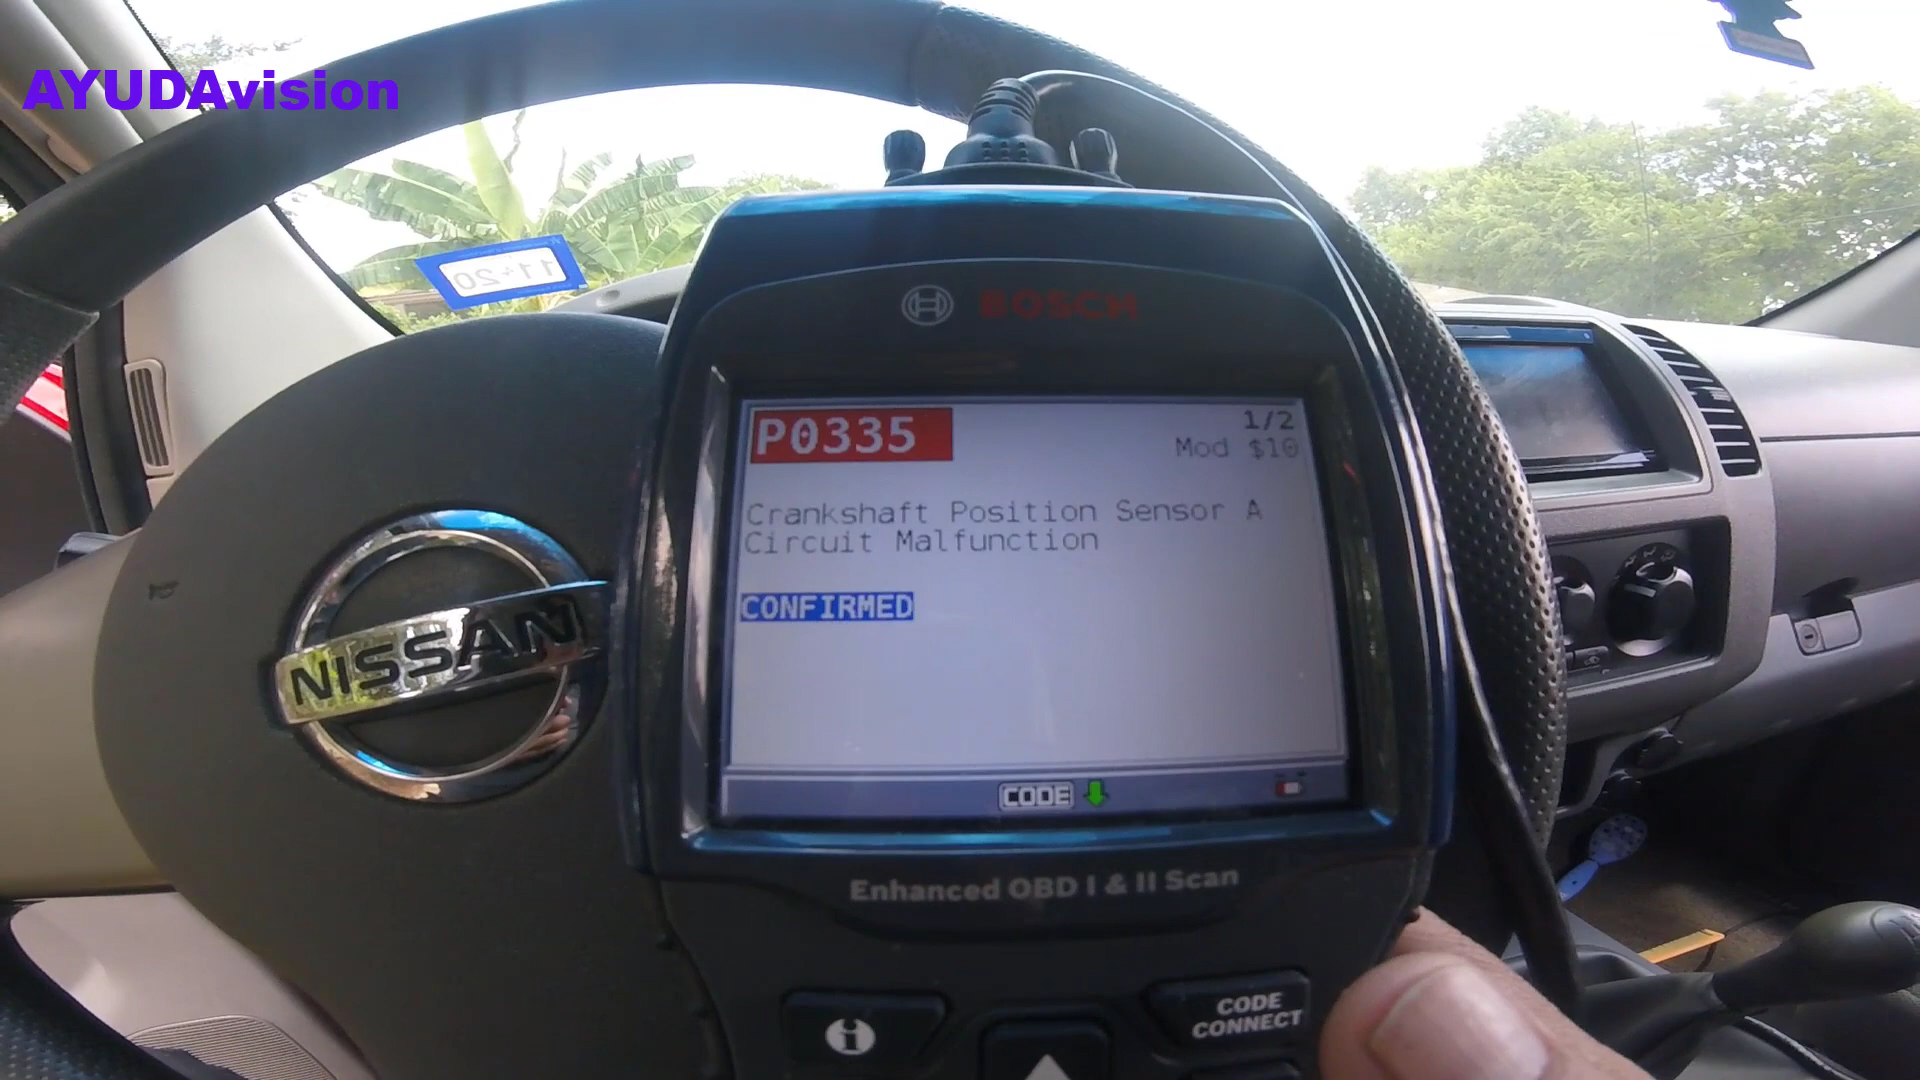 AYUDAvision
11-20
BOSCH
P0335
1/2
Mod $10
Crankshaft Position Sensor A
Circuit Malfunction
CONFIRMED
NISSAN
CODE
Enhanced OBD I & II Scan
i
CODE
CONNECT